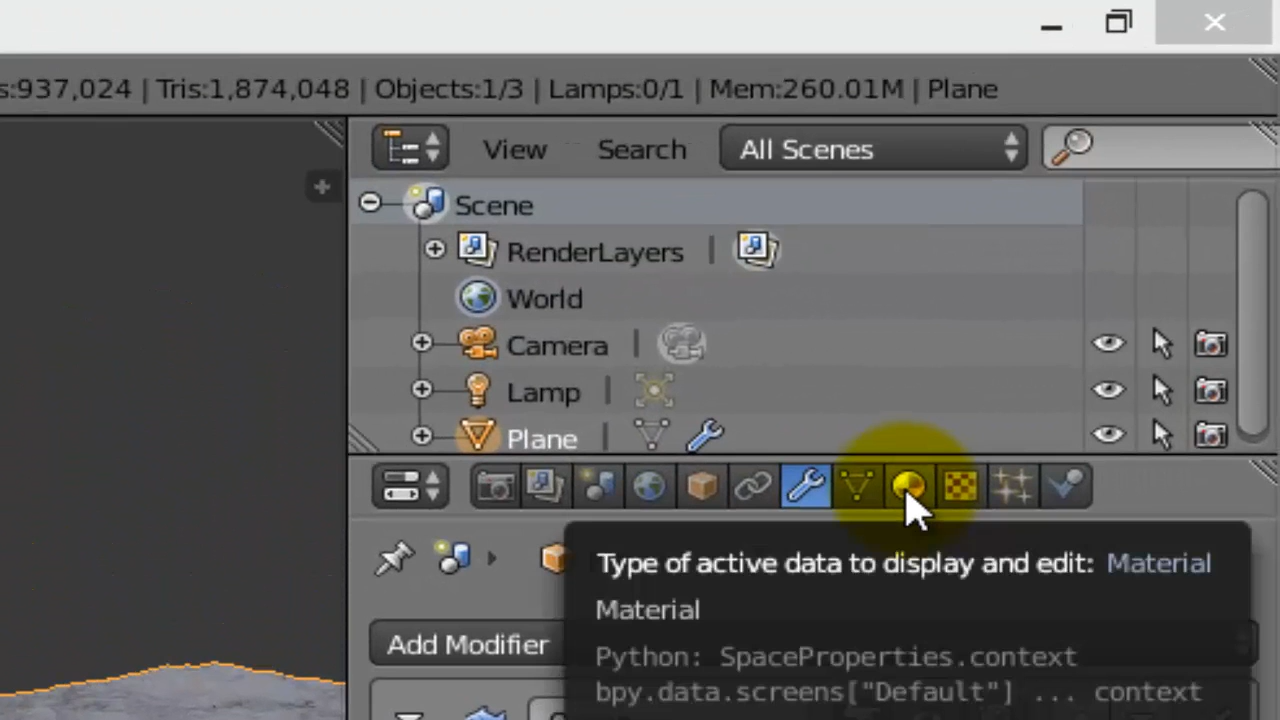 s:937,024 | Tris:1,874,048 | Objects:1/3 | Lamps:0/1 | Mem:260.01M | Plane
View Search All Scenes
Scene
RenderLayers |
World
Camera |
Lamp |
Plane |
Type of active data to display and edit: Material
Material
Add Modifier
Python: SpaceProperties.context
bpy.data.screens["Default"] ... context